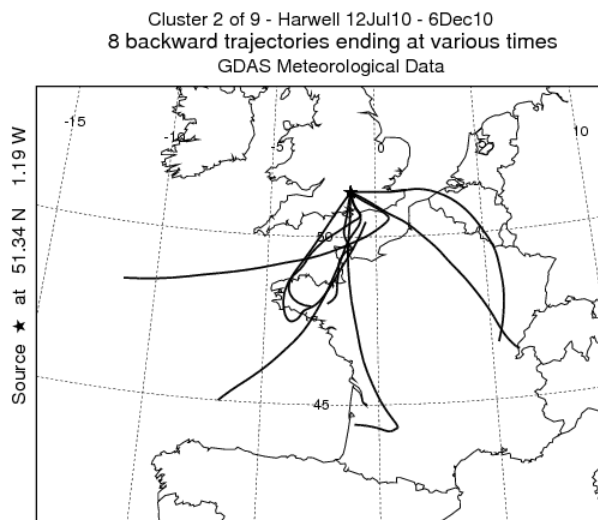 Cluster 2 of 9 - Harwell 12Jul10 - 6Dec10
8 backward trajectories ending at various times
GDAS Meteorological Data
Source ★ at 51.34 N 1.19 W
-15
-10
-5
0
10
50
45